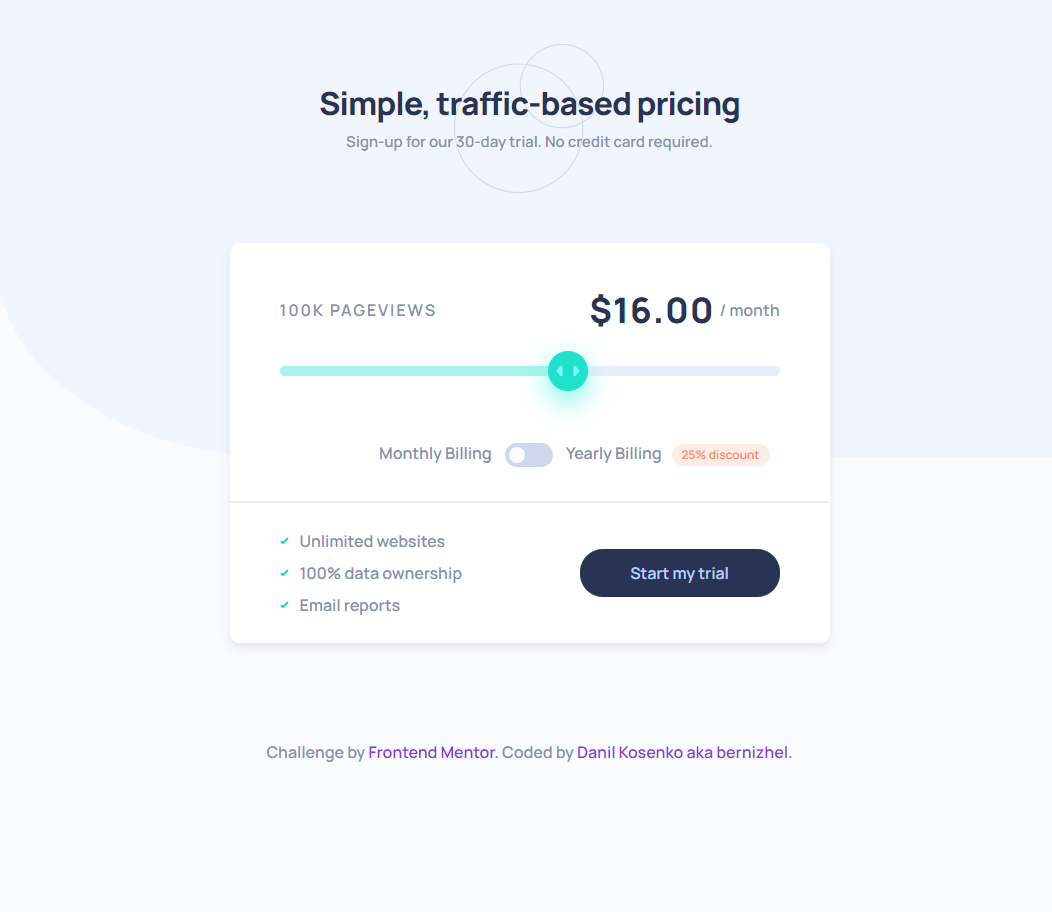 Simple, traffic-based pricing
Sign-up for our 30-day trial. No credit card required.
100K PAGEVIEWS
$16.00 / month
Monthly Billing
Yearly Billing
25% discount
Unlimited websites
100% data ownership
Email reports
Start my trial
Challenge by Frontend Mentor. Coded by Danil Kosenko aka bernizhel.